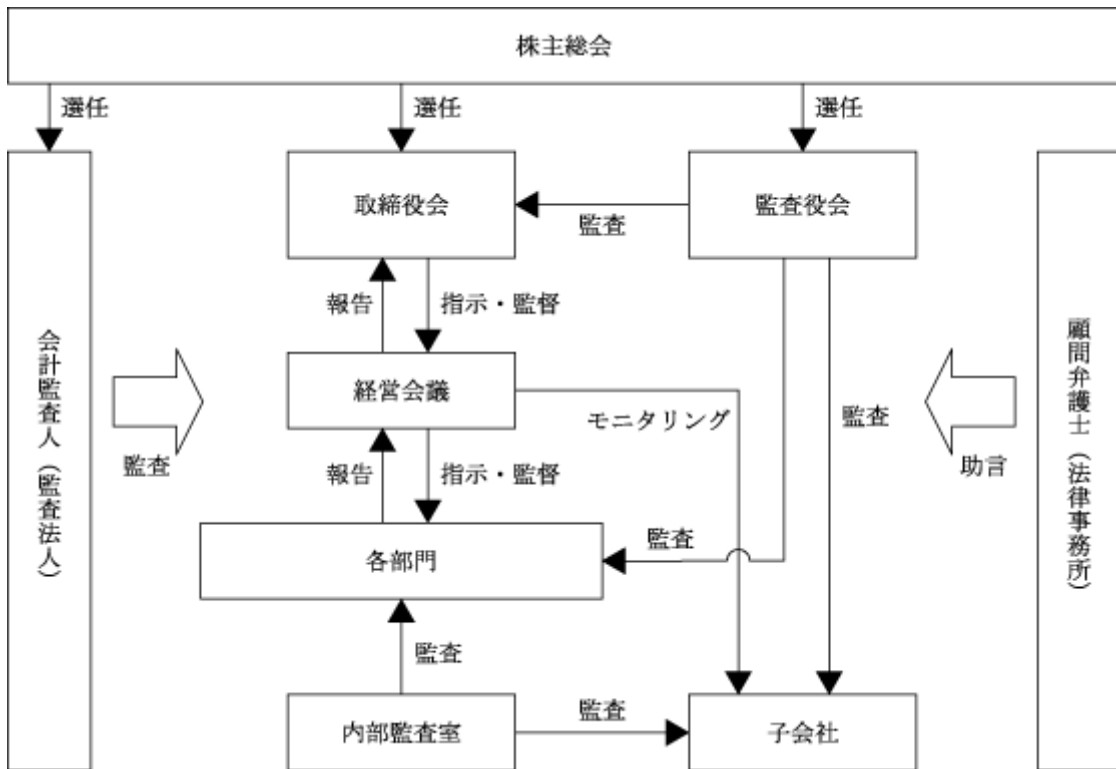 株主総会
選任
選任
選任
取締役会
監査役会
監査
報告
指示・監督
会計監査人（監査法人）
監査
経営会議
モニタリング
監査
助言
顧問弁護士（法律事務所）
報告
指示・監督
監査
各部門
監査
内部監査室
監査
子会社